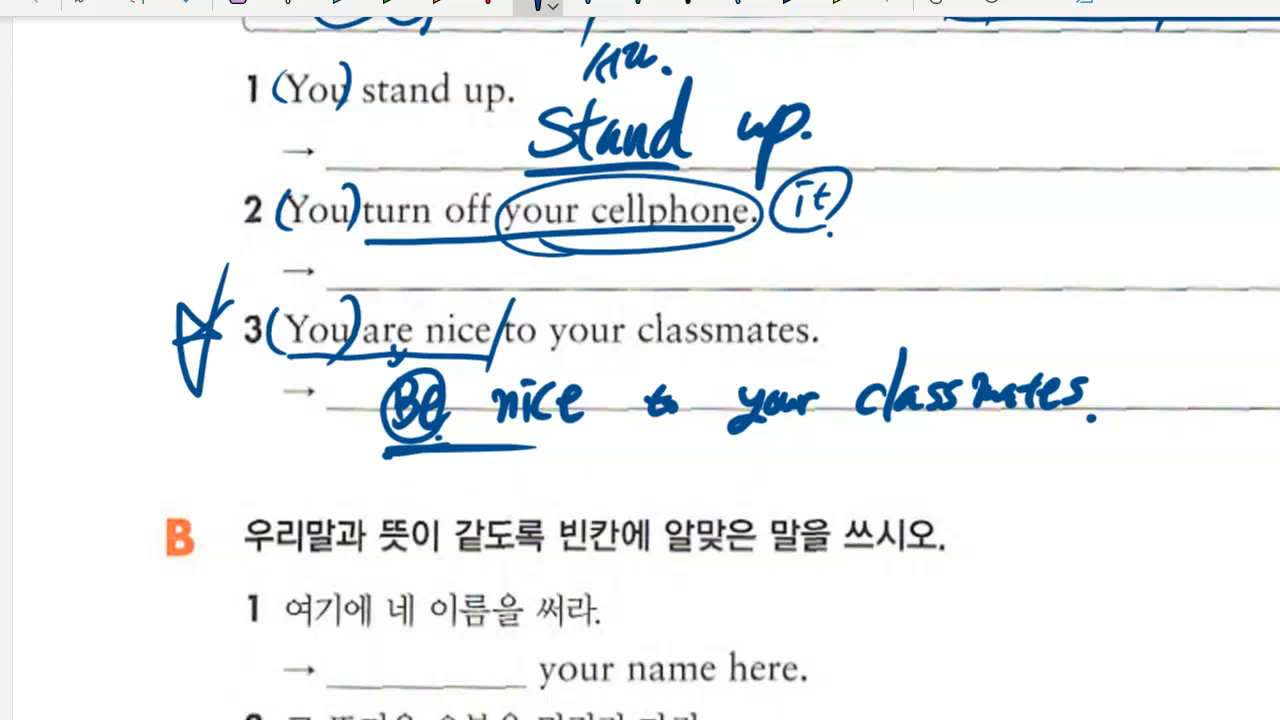 1 (You) stand up.
→ Stand up.
2 (You) turn off your cellphone. it.
→
3 (You) are nice / to your classmates.
→ Be nice to your classmates.
B 우리말과 뜻이 같도록 빈칸에 알맞은 말을 쓰시오.
1 여기에 네 이름을 써라.
→ your name here.